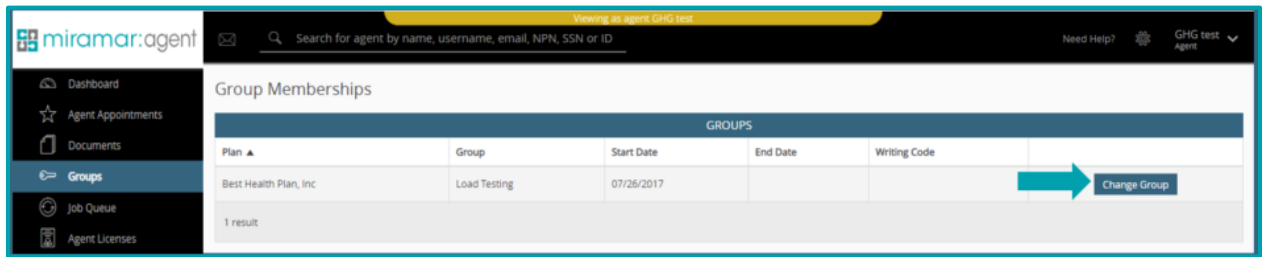 Viewing as agent GHG test
miramar:agent
Search for agent by name, username, email, NPN, SSN or ID
Need Help?
GHG test
Agent
Dashboard
Agent Appointments
Documents
Groups
Job Queue
Agent Licenses
Group Memberships
GROUPS
Plan ▲ Group Start Date End Date Writing Code
Best Health Plan, Inc Load Testing 07/26/2017 Change Group
1 result